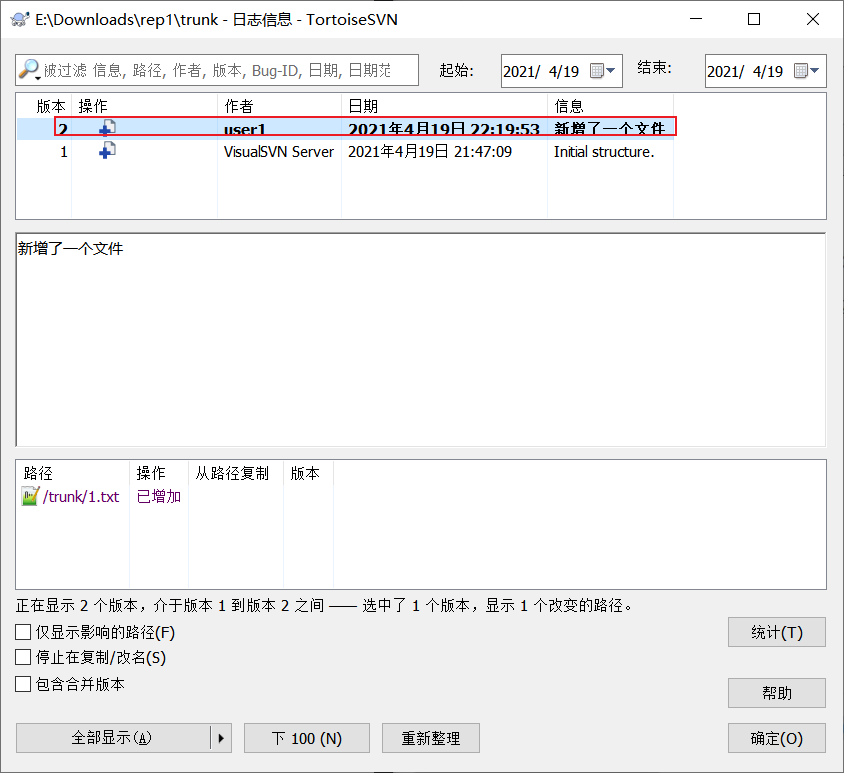 E:\Downloads\rep1\trunk - 日志信息 - TortoiseSVN
被过滤 信息, 路径, 作者, 版本, Bug-ID, 日期, 日期范 起始: 2021/ 4/19 结束: 2021/ 4/19
版本 操作 作者 日期 信息
2 user1 2021年4月19日 22:19:53 新增了一个文件
1 VisualSVN Server 2021年4月19日 21:47:09 Initial structure.
新增了一个文件
路径 操作 从路径复制 版本
/trunk/1.txt 已增加
正在显示 2 个版本，介于版本 1 到版本 2 之间 —— 选中了 1 个版本，显示 1 个改变的路径。
仅显示影响的路径(F)
统计(T)
停止在复制/改名(S)
包含合并版本
帮助
全部显示(A) 下 100 (N) 重新整理 确定(O)